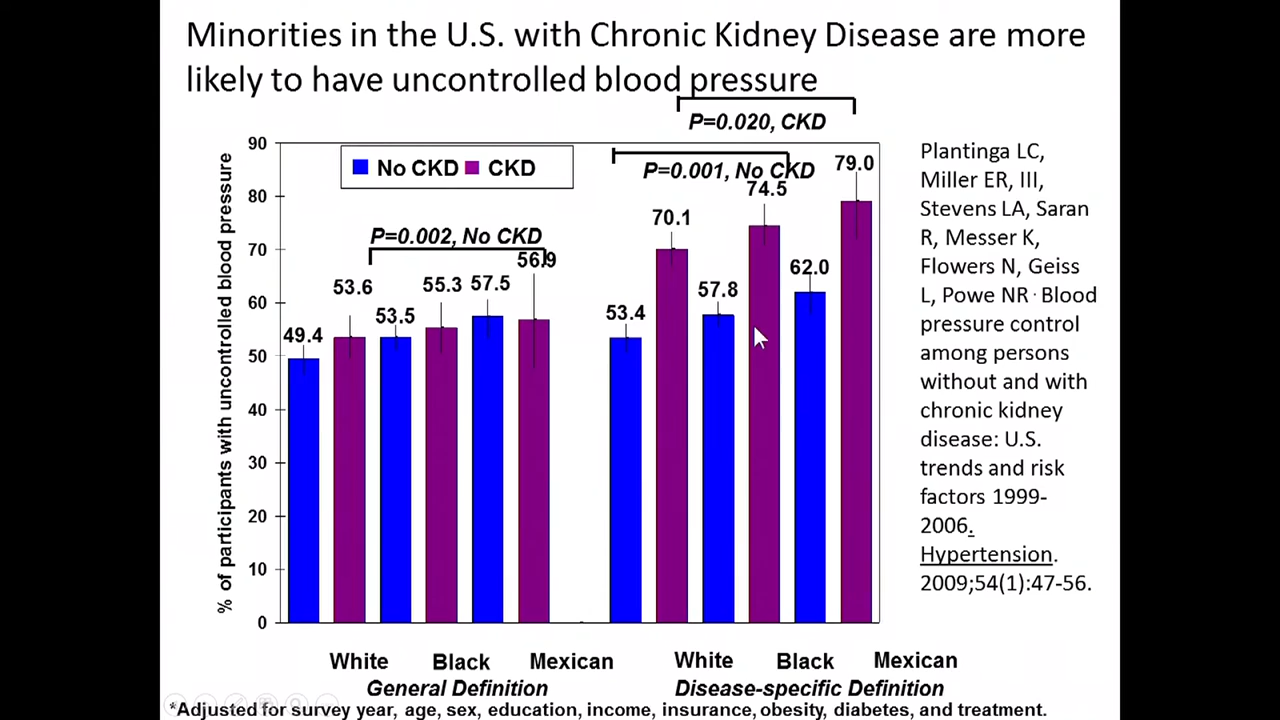 Minorities in the U.S. with Chronic Kidney Disease are more
likely to have uncontrolled blood pressure
P=0.020, CKD
P=0.001, No CKD
P=0.002, No CKD
No CKD CKD
% of participants with uncontrolled blood pressure
90
80
70
60
50
40
30
20
10
0
49.4
53.6
53.5
55.3
57.5
56.9
53.4
70.1
57.8
74.5
62.0
79.0
White Black Mexican White Black Mexican
General Definition Disease-specific Definition
*Adjusted for survey year, age, sex, education, income, insurance, obesity, diabetes, and treatment.
Plantinga LC,
Miller ER, III,
Stevens LA, Saran
R, Messer K,
Flowers N, Geiss
L, Powe NR · Blood
pressure control
among persons
without and with
chronic kidney
disease: U.S.
trends and risk
factors 1999-
2006.
Hypertension.
2009;54(1):47-56.